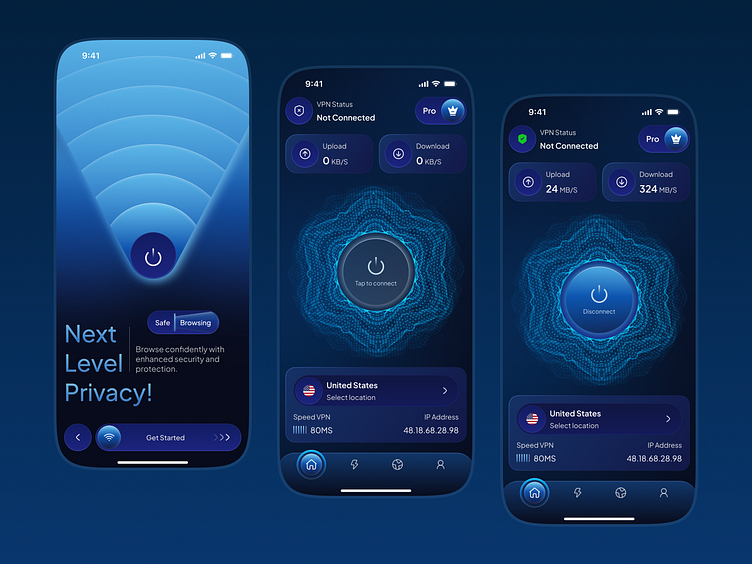 9:41
Safe Browsing
Next
Level
Privacy!
Browse confidently with
enhanced security and
protection.
Get Started
9:41
VPN Status
Not Connected
Pro
Upload
0 KB/S
Download
0 KB/S
Tap to connect
United States
Select location
Speed VPN
80MS
IP Address
48.18.68.28.98
9:41
VPN Status
Not Connected
Pro
Upload
24 MB/S
Download
324 MB/S
Disconnect
United States
Select location
Speed VPN
80MS
IP Address
48.18.68.28.98